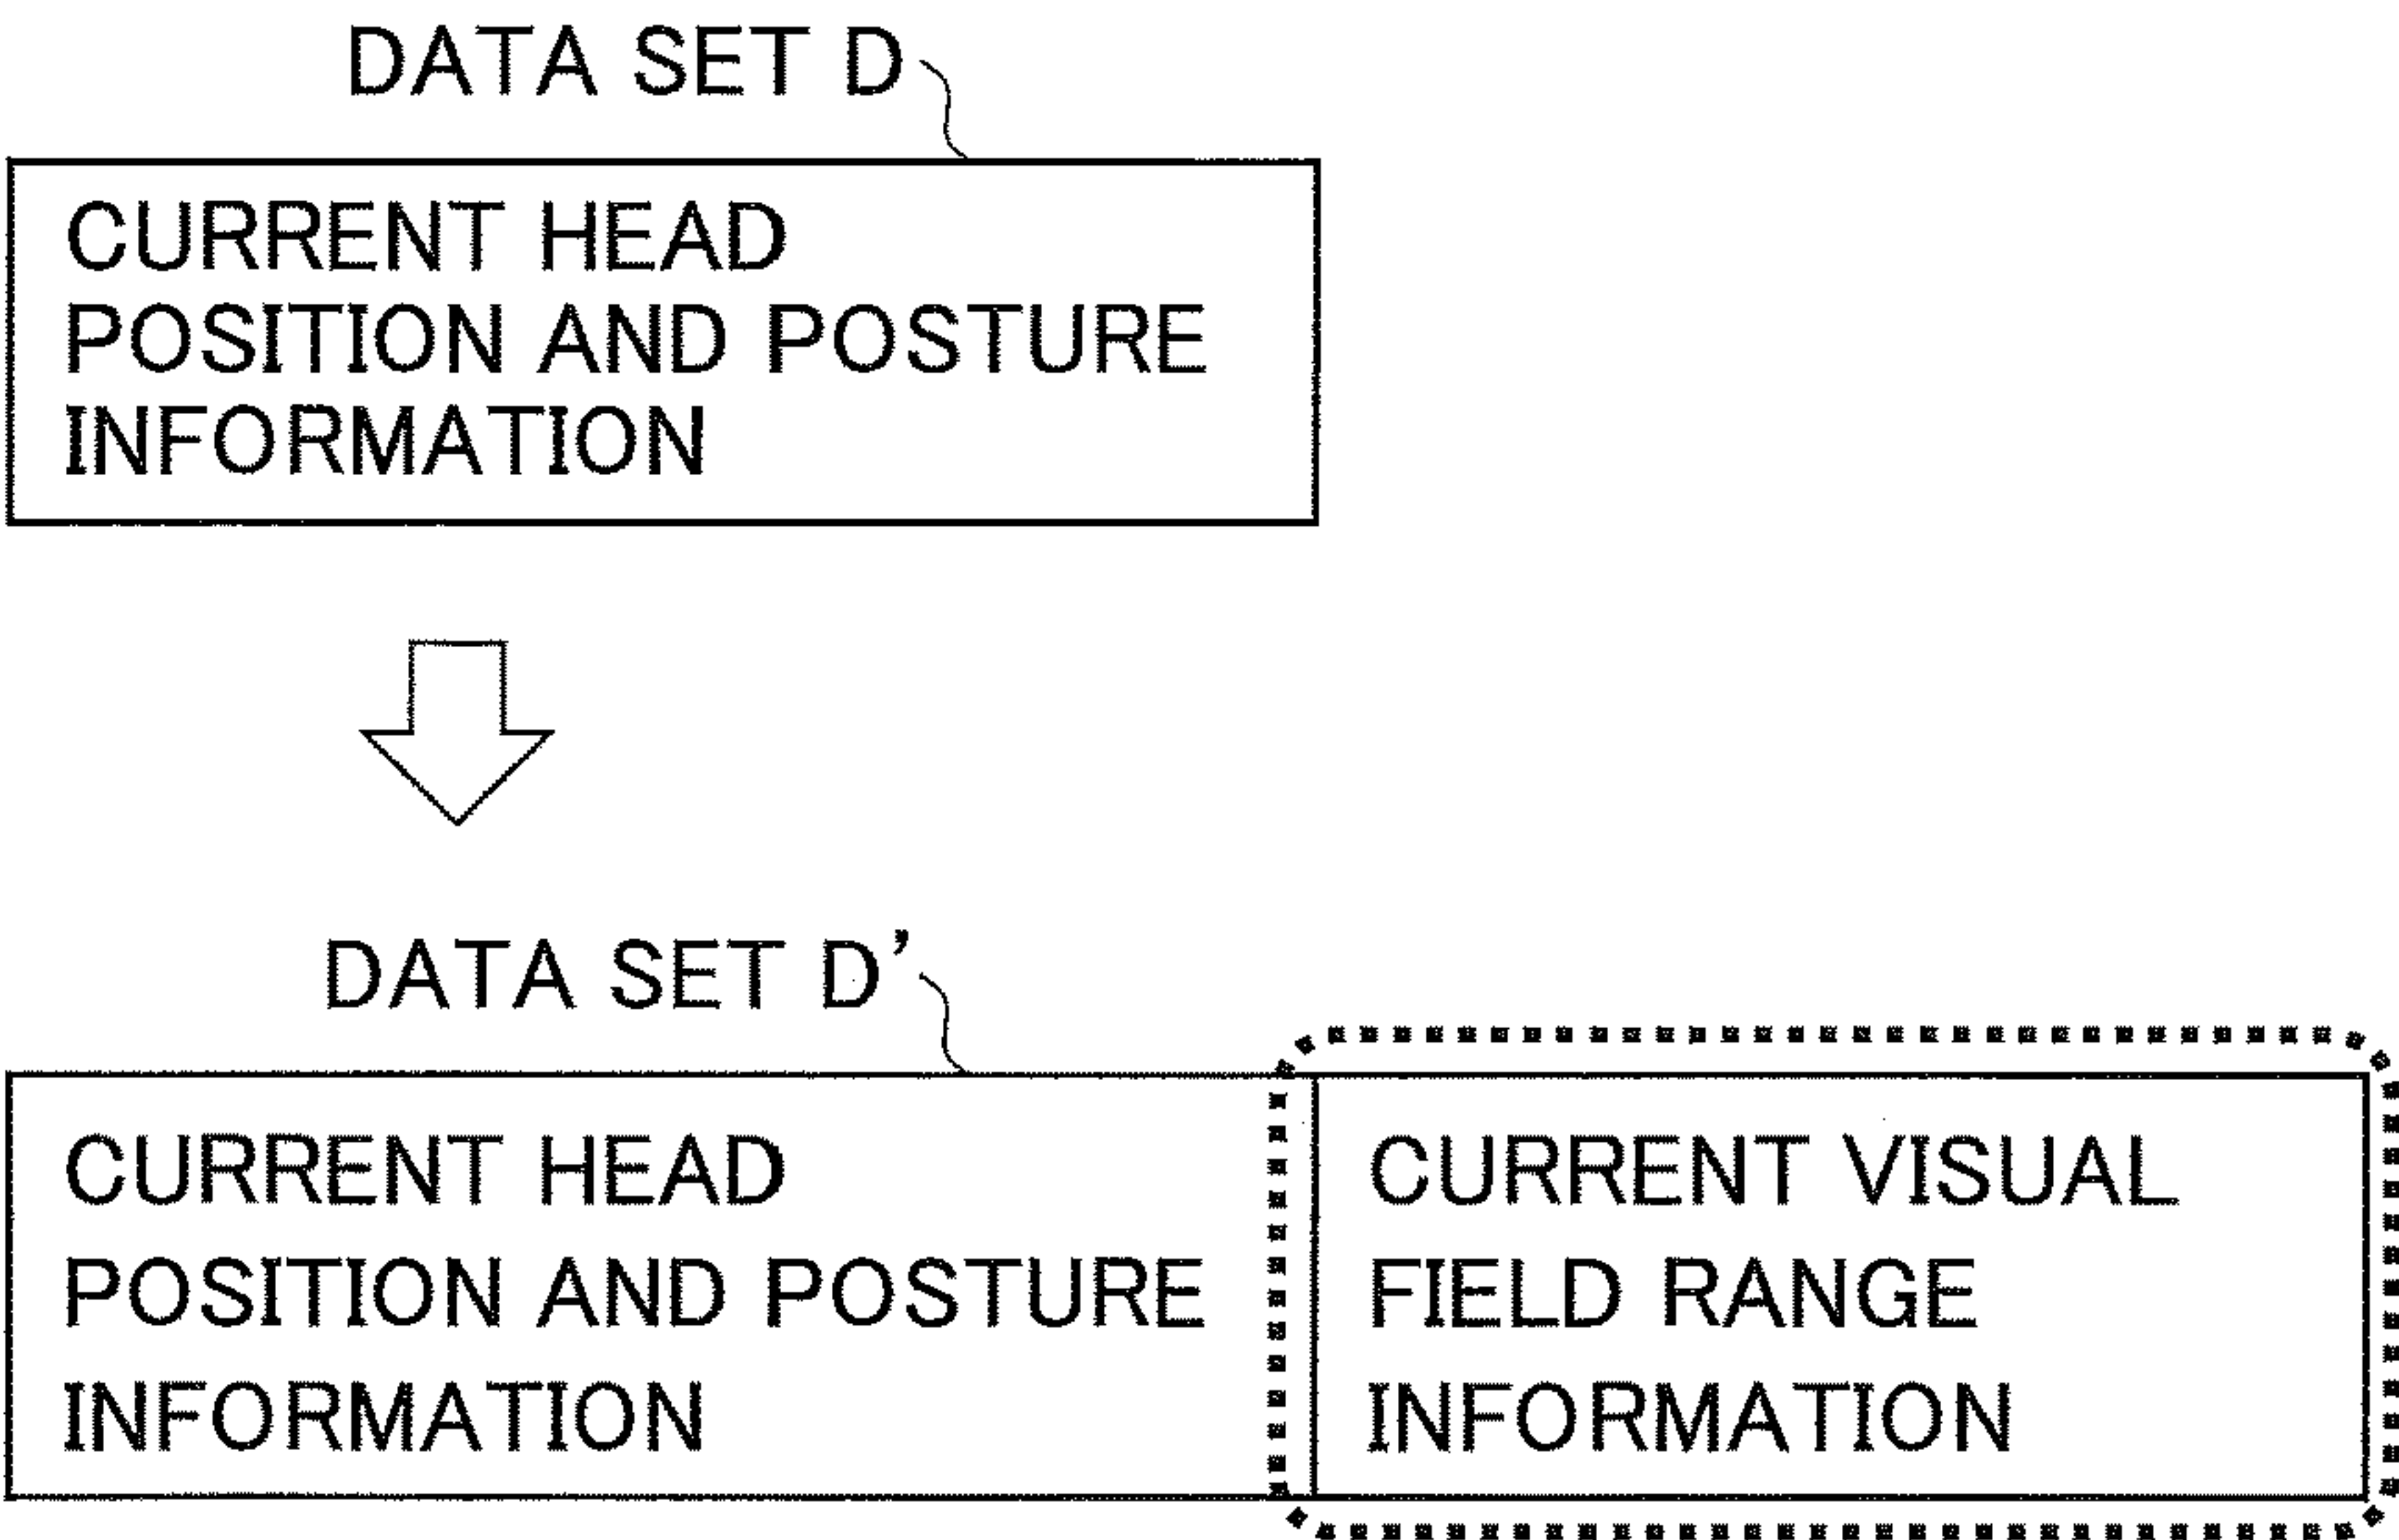 DATA SET D
CURRENT HEAD
POSITION AND POSTURE
INFORMATION
DATA SET D’
CURRENT HEAD
POSITION AND POSTURE
INFORMATION
CURRENT VISUAL
FIELD RANGE
INFORMATION